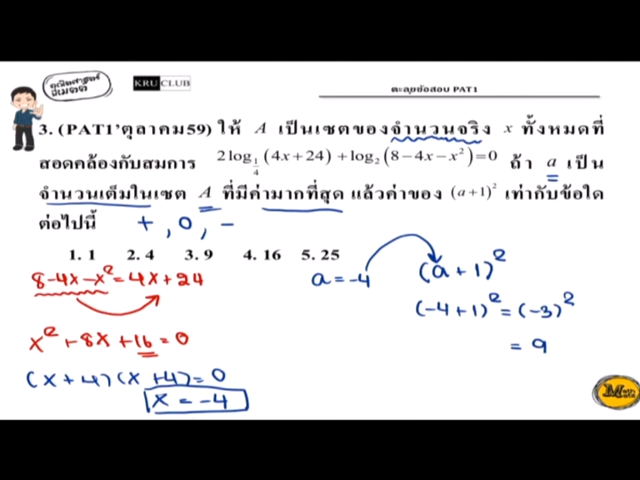 คณิตศาสตร์
มีเมตตา
KRU CLUB
ตะลุยข้อสอบ PAT1
3. (PAT1'ตุลาคม59) ให้ A เป็นเซตของจำนวนจริง x ทั้งหมดที่
สอดคล้องกับสมการ 2log_{1/4}(4x+24)+log₂(8−4x−x²)=0 ถ้า a เป็น
จำนวนเต็มในเซต A ที่มีค่ามากที่สุด แล้วค่าของ (a+1)² เท่ากับข้อใด
ต่อไปนี้ +, 0, −
1. 1 2. 4 3. 9 4. 16 5. 25
8−4x−x²=4x+24
x²+8x+16=0
(x+4)(x+4)=0
x = −4
a = −4
(a+1)²
(−4+1)² = (−3)²
= 9